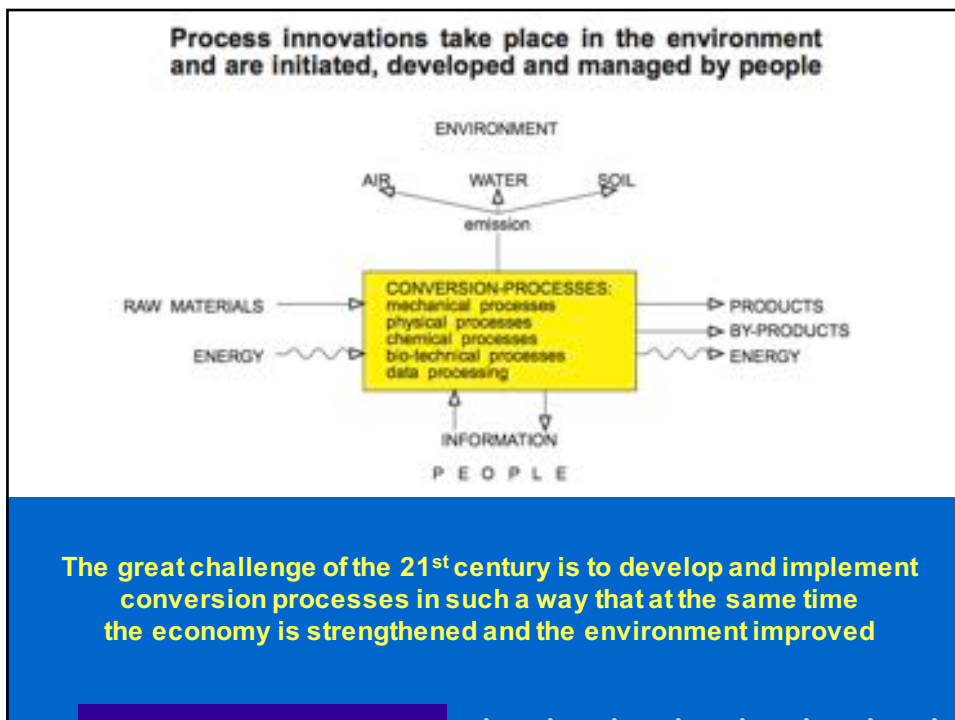 Process innovations take place in the environment
and are initiated, developed and managed by people
ENVIRONMENT
AIR WATER SOIL
emission
CONVERSION-PROCESSES:
mechanical processes
physical processes
chemical processes
bio-technical processes
data processing
RAW MATERIALS
ENERGY
PRODUCTS
BY-PRODUCTS
ENERGY
INFORMATION
P E O P L E
The great challenge of the 21st century is to develop and implement
conversion processes in such a way that at the same time
the economy is strengthened and the environment improved